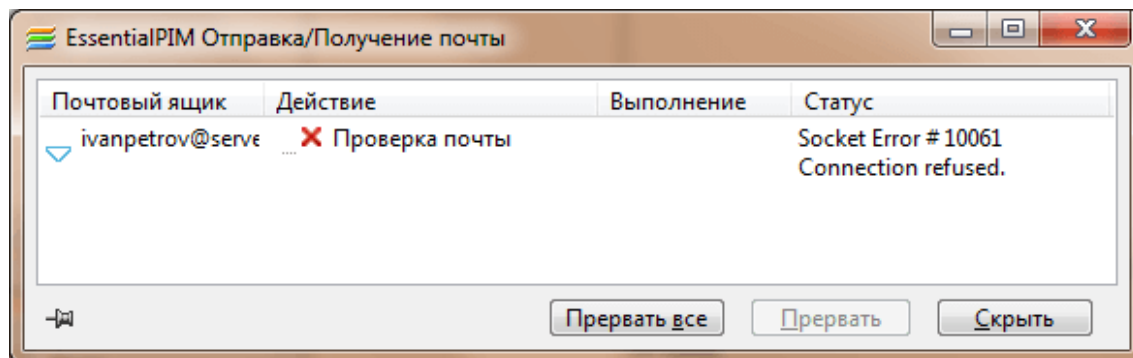 EssentialPIM Отправка/Получение почты
Почтовый ящик Действие Выполнение Статус
ivanpetrov@serve Проверка почты Socket Error # 10061
Connection refused.
Прервать все Прервать Скрыть